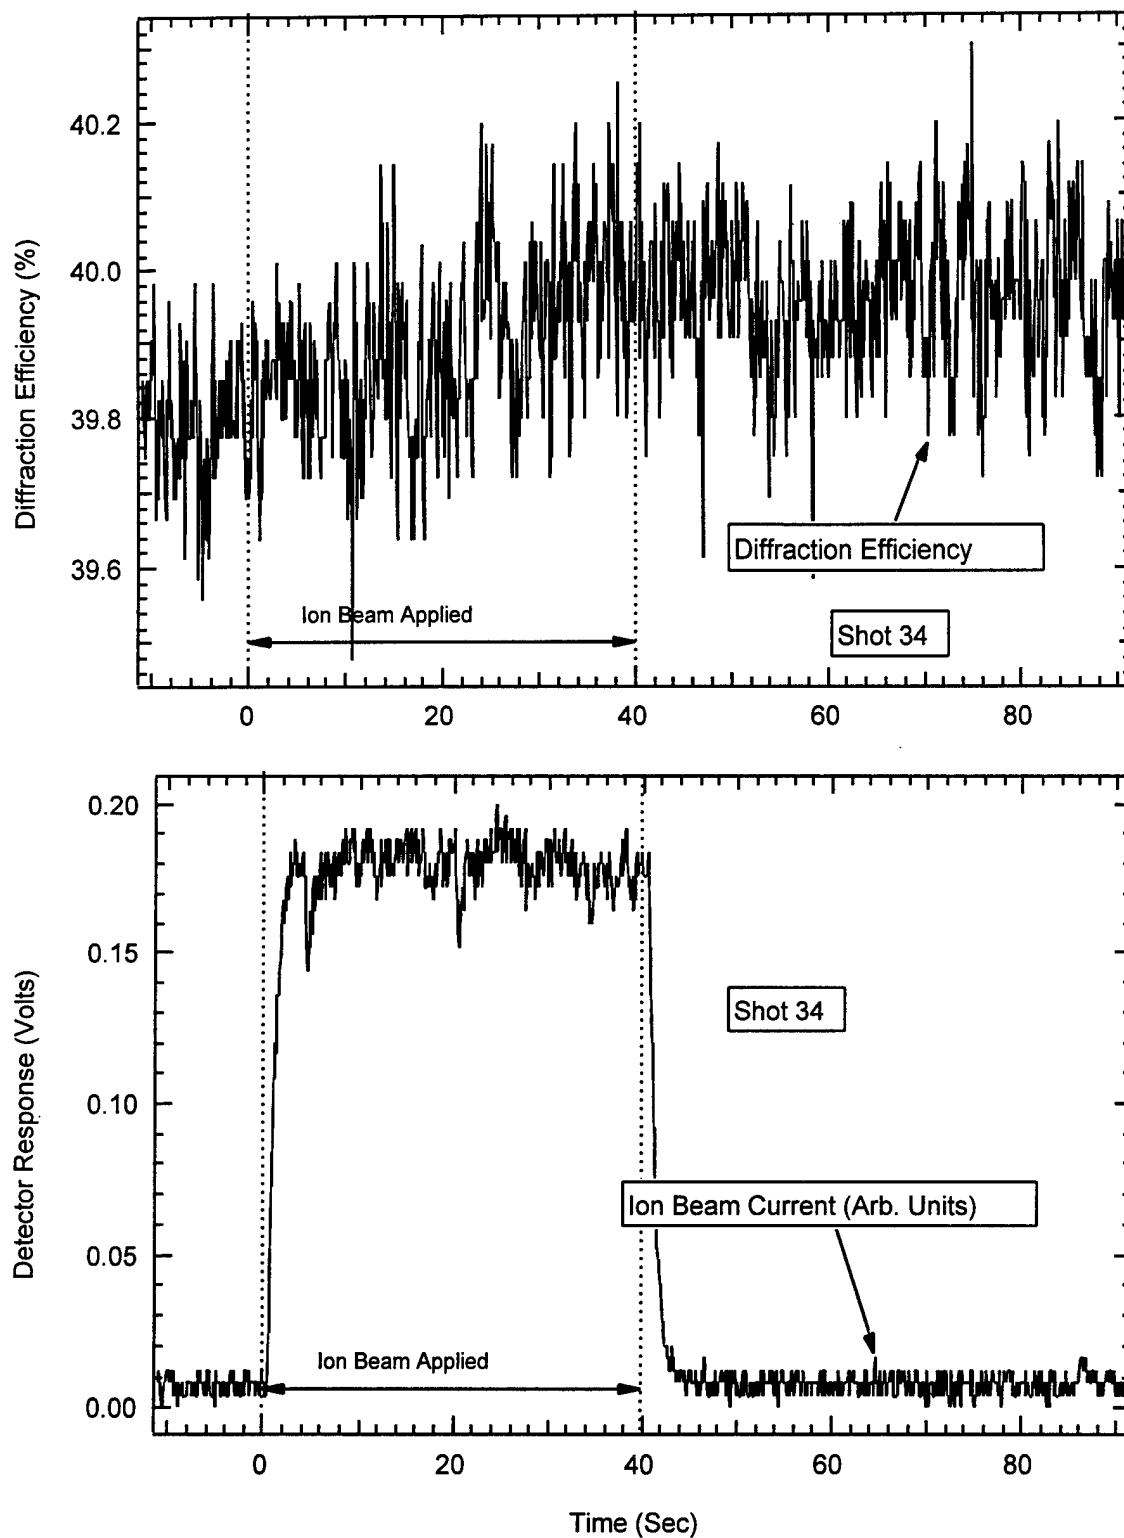 40.2
40.0
39.8
39.6
Diffraction Efficiency (%)
Diffraction Efficiency
Ion Beam Applied
Shot 34
0
20
40
60
80
0.20
0.15
0.10
0.05
0.00
Detector Response (Volts)
Shot 34
Ion Beam Current (Arb. Units)
Ion Beam Applied
0
20
40
60
80
Time (Sec)